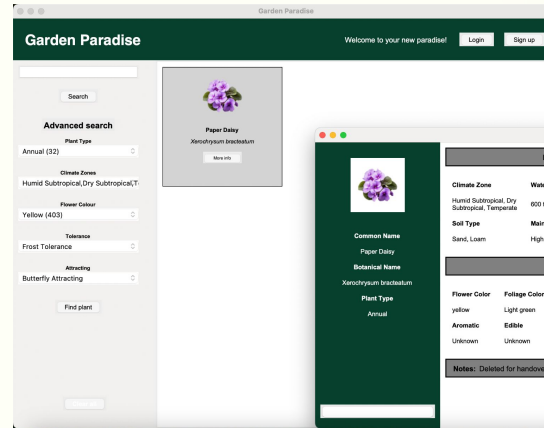 Garden Paradise
Garden Paradise
Welcome to your new paradise!
Login
Sign up
Search
Advanced search
Plant Type
Annual (32)
Climate Zones
Humid Subtropical,Dry Subtropical,T
Flower Colour
Yellow (403)
Tolerance
Frost Tolerance
Attracting
Butterfly Attracting
Find plant
Paper Daisy
Xerochrysum bracteatum
More info
Common Name
Paper Daisy
Botanical Name
Xerochrysum bracteatum
Plant Type
Annual
Climate Zone
Wate
Humid Subtropical, Dry
Subtropical, Temperate
600
Soil Type
Main
Sand, Loam
High
Flower Color
Foliage Color
yellow
Light green
Aromatic
Edible
Unknown
Unknown
Notes: Deleted for handove